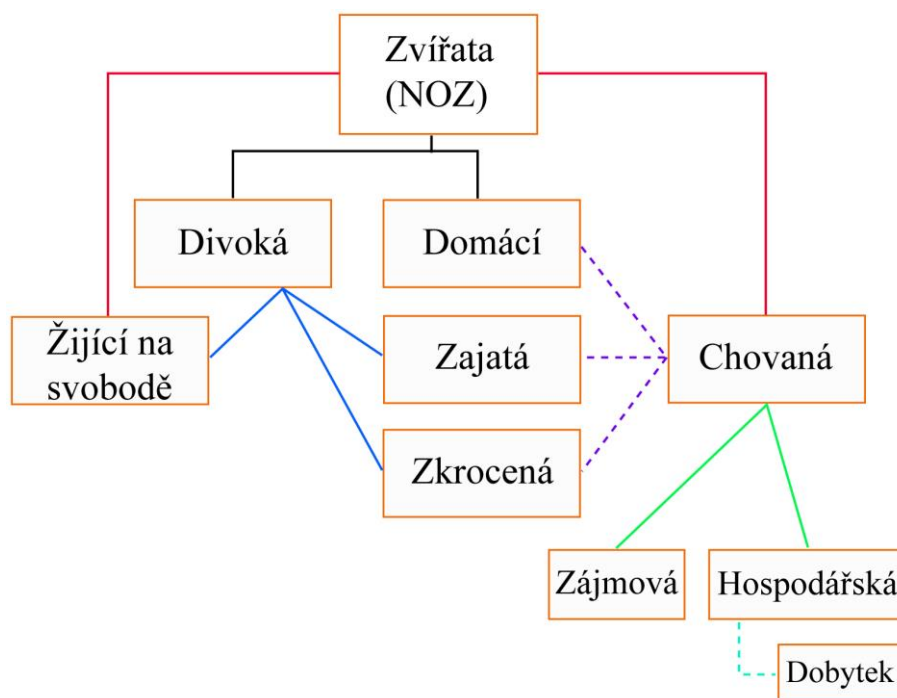 Zvířata
(NOZ)
Divoká
Domácí
Žijící na
svobodě
Zajatá
Chovaná
Zkrocená
Zájmová
Hospodářská
Dobytek